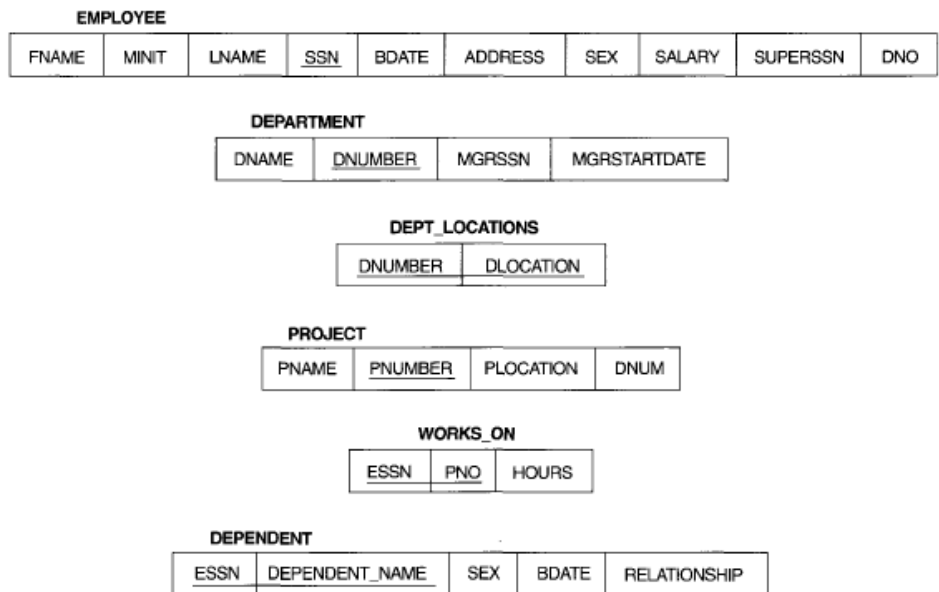 EMPLOYEE
FNAME MINIT LNAME SSN BDATE ADDRESS SEX SALARY SUPERSSN DNO
DEPARTMENT
DNAME DNUMBER MGRSSN MGRSTARTDATE
DEPT_LOCATIONS
DNUMBER DLOCATION
PROJECT
PNAME PNUMBER PLOCATION DNUM
WORKS_ON
ESSN PNO HOURS
DEPENDENT
ESSN DEPENDENT_NAME SEX BDATE RELATIONSHIP